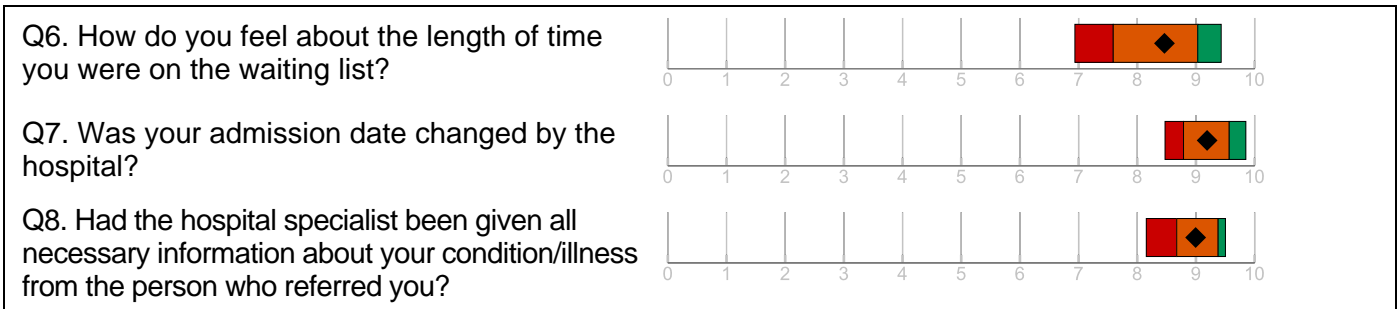 Q6. How do you feel about the length of time
you were on the waiting list?
0 1 2 3 4 5 6 7 8 9 10
Q7. Was your admission date changed by the
hospital?
0 1 2 3 4 5 6 7 8 9 10
Q8. Had the hospital specialist been given all
necessary information about your condition/illness
from the person who referred you?
0 1 2 3 4 5 6 7 8 9 10